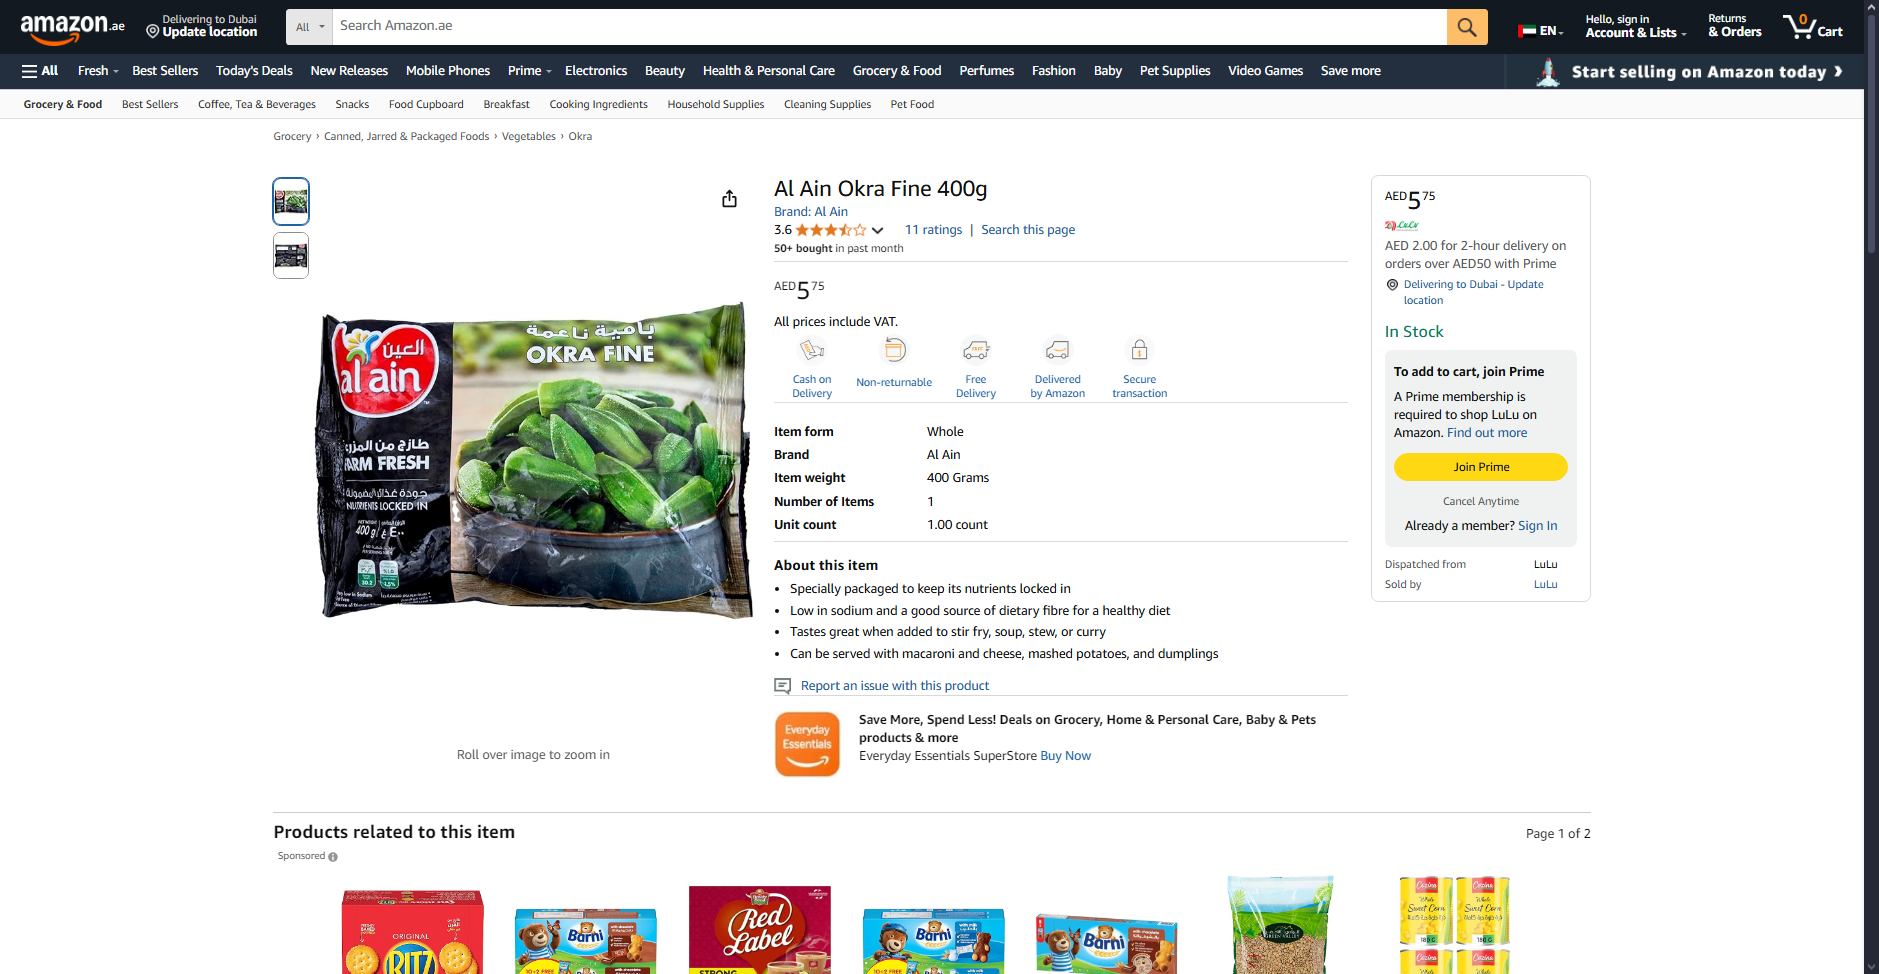 amazon.ae
Delivering to Dubai
Update location
All
Search Amazon.ae
EN
Hello, sign in
Account & Lists
Returns
& Orders
0
Cart
All
Fresh
Best Sellers
Today's Deals
New Releases
Mobile Phones
Prime
Electronics
Beauty
Health & Personal Care
Grocery & Food
Perfumes
Fashion
Baby
Pet Supplies
Video Games
Save more
Start selling on Amazon today ❯
Grocery & Food
Best Sellers
Coffee, Tea & Beverages
Snacks
Food Cupboard
Breakfast
Cooking Ingredients
Household Supplies
Cleaning Supplies
Pet Food
Grocery › Canned, Jarred & Packaged Foods › Vegetables › Okra
العين
al ain
بامية ناعمة
OKRA FINE
طازج من المزرعة
FARM FRESH
NUTRIENTS LOCKED IN
400 g
Roll over image to zoom in
Al Ain Okra Fine 400g
Brand: Al Ain
3.6
11 ratings | Search this page
50+ bought in past month
AED 5 75
All prices include VAT.
Cash on Delivery
Non-returnable
Free Delivery
Delivered by Amazon
Secure transaction
Item form Whole
Brand Al Ain
Item weight 400 Grams
Number of Items 1
Unit count 1.00 count
About this item
• Specially packaged to keep its nutrients locked in
• Low in sodium and a good source of dietary fibre for a healthy diet
• Tastes great when added to stir fry, soup, stew, or curry
• Can be served with macaroni and cheese, mashed potatoes, and dumplings
Report an issue with this product
Everyday
Essentials
Save More, Spend Less! Deals on Grocery, Home & Personal Care, Baby & Pets
products & more
Everyday Essentials SuperStore Buy Now
AED 5 75
LuLu
AED 2.00 for 2-hour delivery on
orders over AED50 with Prime
Delivering to Dubai - Update
location
In Stock
To add to cart, join Prime
A Prime membership is
required to shop LuLu on
Amazon. Find out more
Join Prime
Cancel Anytime
Already a member? Sign In
Dispatched from LuLu
Sold by LuLu
Products related to this item
Page 1 of 2
Sponsored
ORIGINAL
RITZ
Barni
10+2 FREE
Red
Label
STRONG
Barni
10+2 FREE
Barni
GREEN VALLEY
Whole
Sweet Corn
180 G
Whole
Sweet Corn
180 G